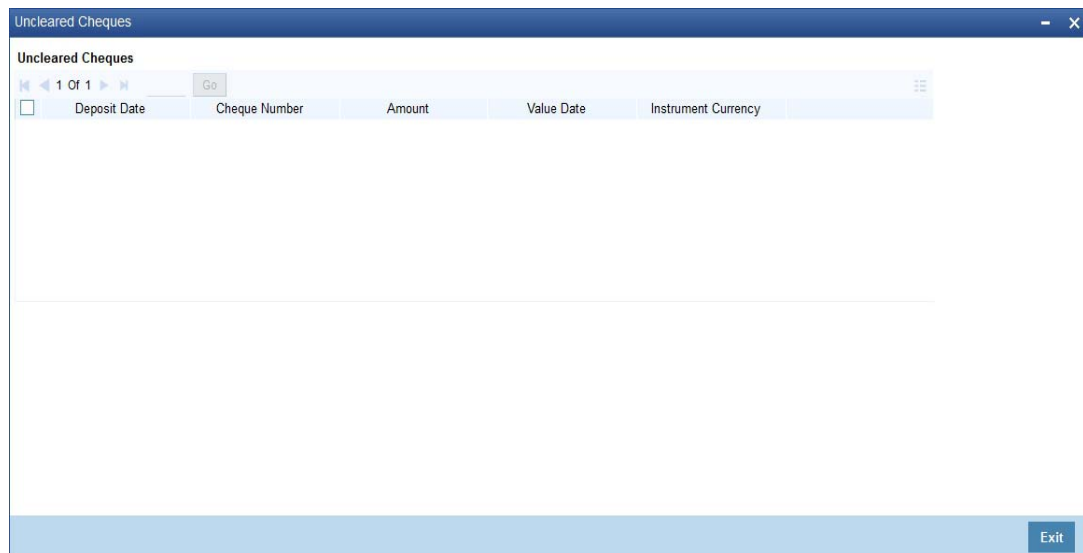 Uncleared Cheques
Uncleared Cheques
1 Of 1 Go
Deposit Date Cheque Number Amount Value Date Instrument Currency
Exit